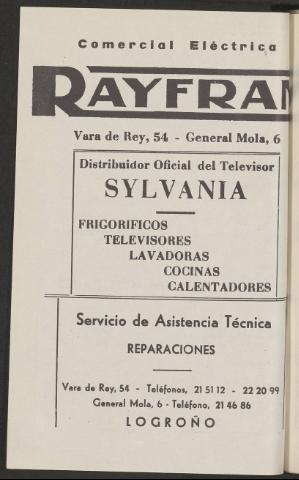 Comercial Eléctrica
RAYFRAN
Vara de Rey, 54 - General Mola, 6
Distribuidor Oficial del Televisor
SYLVANIA
FRIGORIFICOS
TELEVISORES
LAVADORAS
COCINAS
CALENTADORES
Servicio de Asistencia Técnica
REPARACIONES
Vara de Rey, 54 - Teléfonos, 21 51 12 - 22 20 99
General Mola, 6 - Teléfono, 21 46 86
LOGROÑO